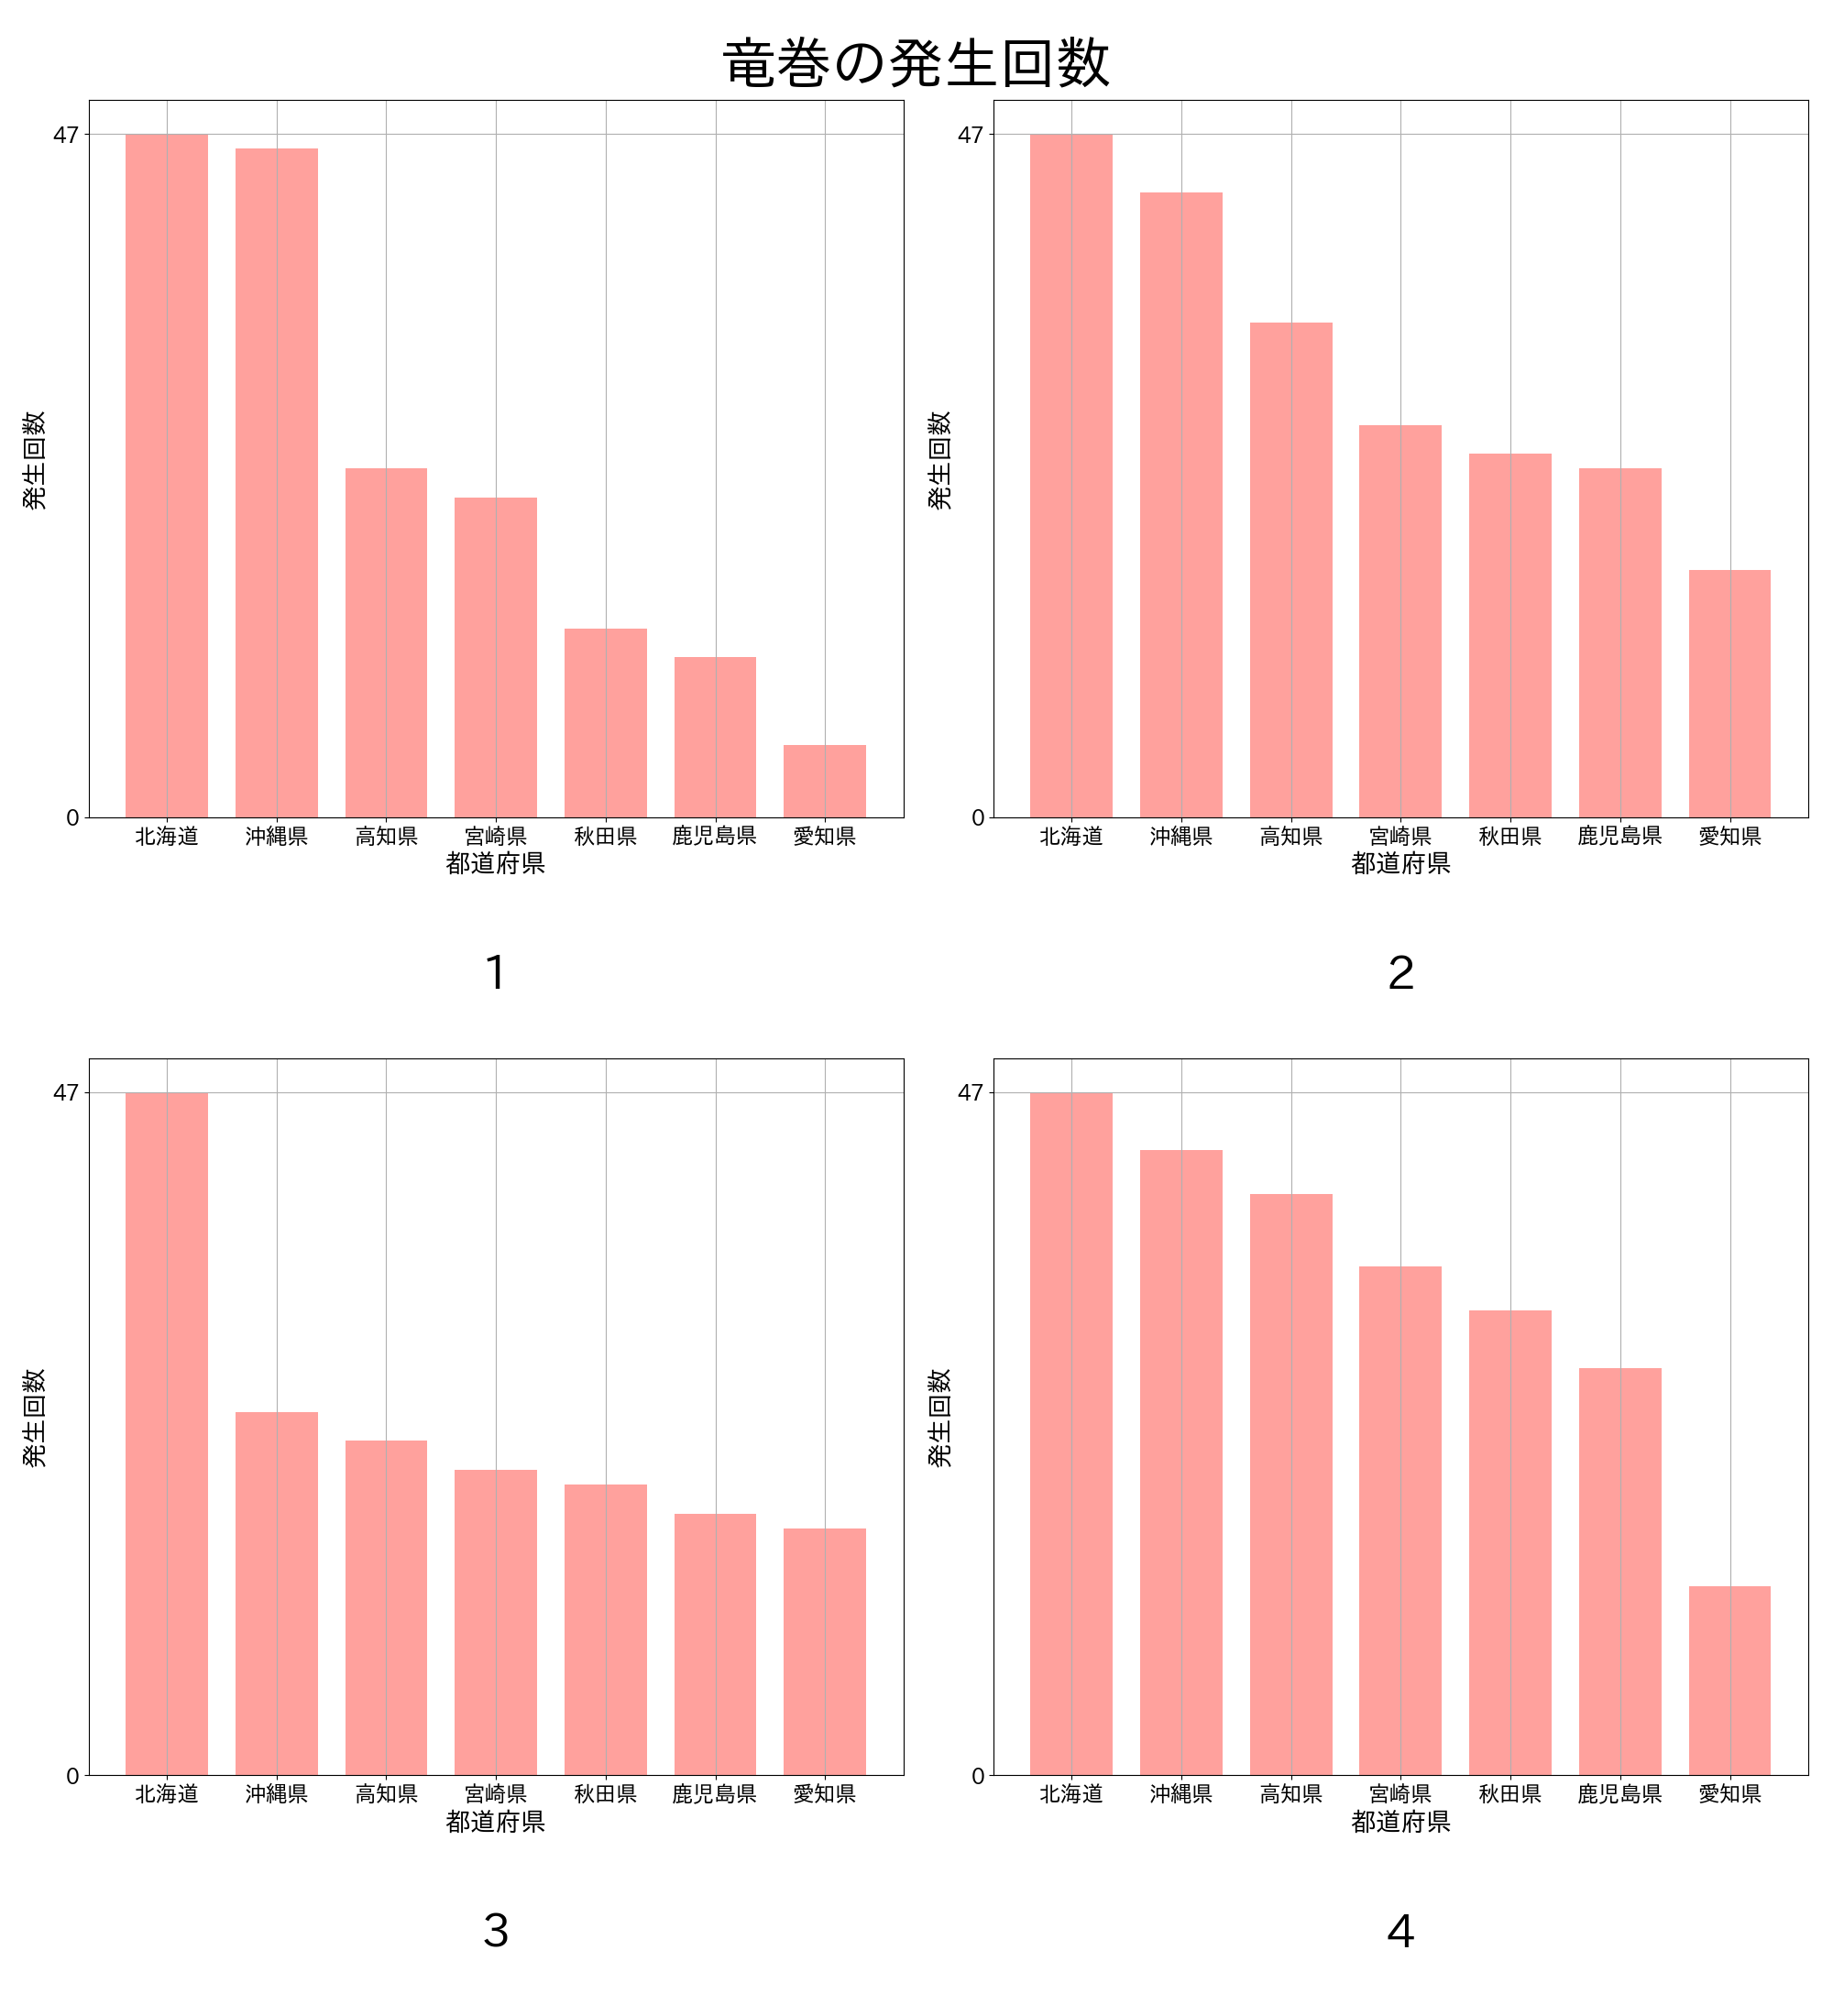 竜巻の発生回数
47
0
発生回数
北海道 沖縄県 高知県 宮崎県 秋田県 鹿児島県 愛知県
都道府県
1
47
0
発生回数
北海道 沖縄県 高知県 宮崎県 秋田県 鹿児島県 愛知県
都道府県
2
47
0
発生回数
北海道 沖縄県 高知県 宮崎県 秋田県 鹿児島県 愛知県
都道府県
3
47
0
発生回数
北海道 沖縄県 高知県 宮崎県 秋田県 鹿児島県 愛知県
都道府県
4